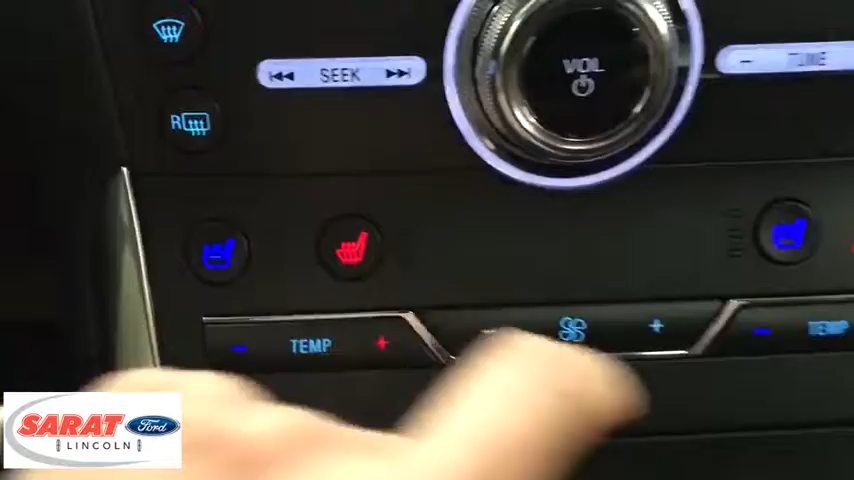 SEEK
VOL
TUNE
R
TEMP
TEMP
SARAT
Ford
LINCOLN